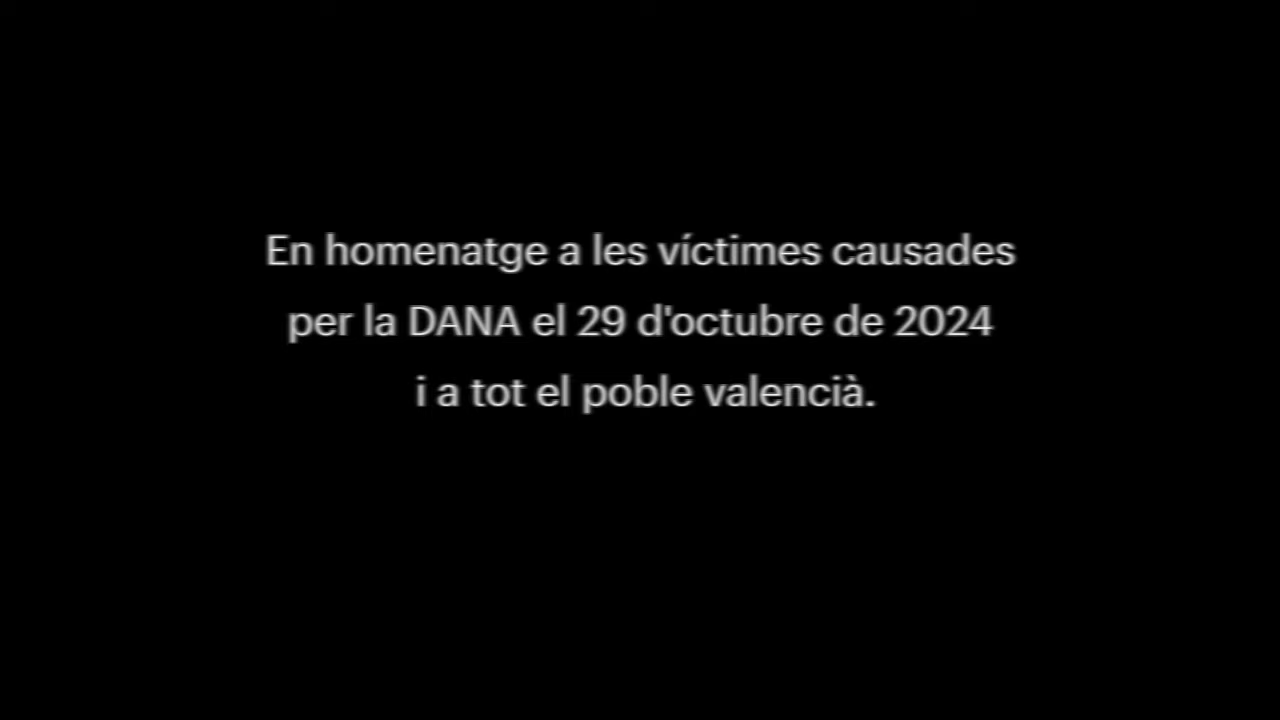 En homenatge a les víctimes causades
per la DANA el 29 d'octubre de 2024
i a tot el poble valencià.